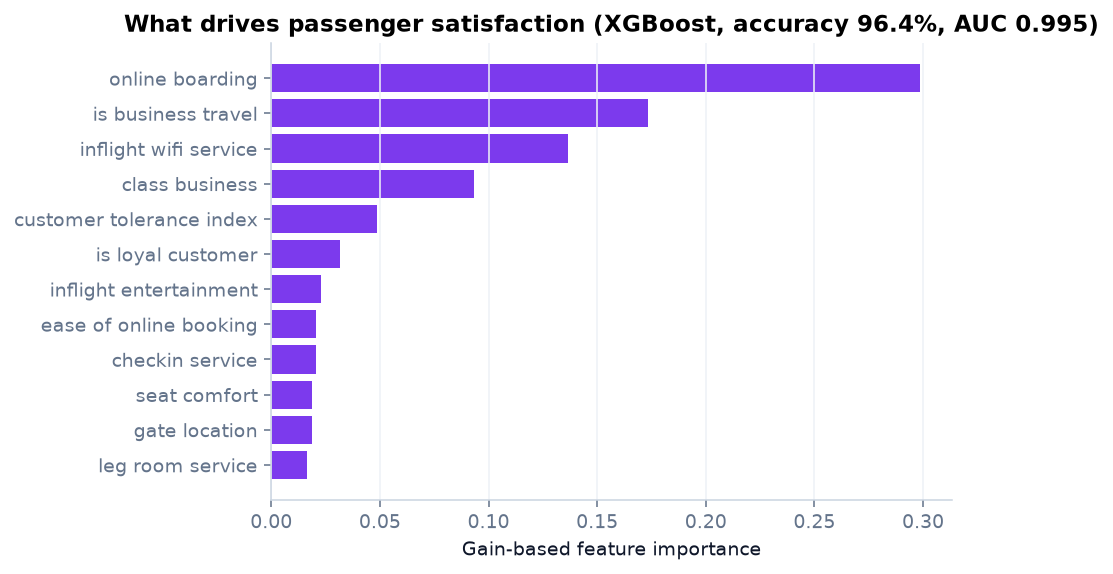 What drives passenger satisfaction (XGBoost, accuracy 96.4%, AUC 0.995)
online boarding
is business travel
inflight wifi service
class business
customer tolerance index
is loyal customer
inflight entertainment
ease of online booking
checkin service
seat comfort
gate location
leg room service
0.00 0.05 0.10 0.15 0.20 0.25 0.30
Gain-based feature importance